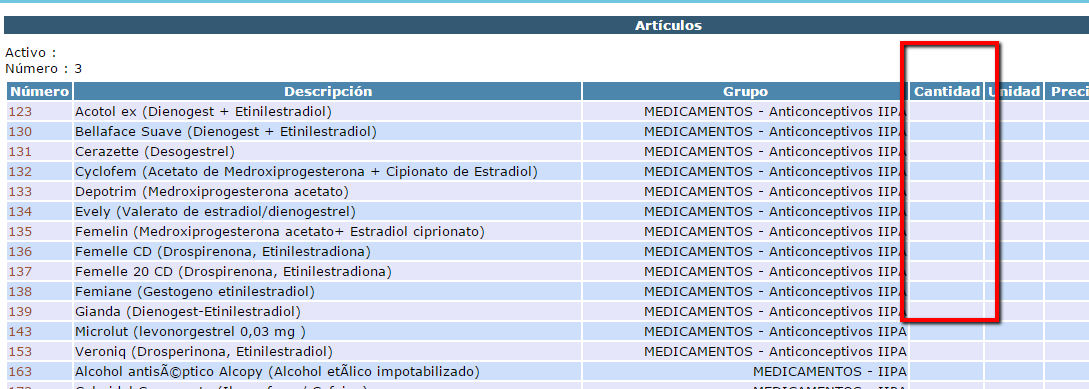 Artículos
Activo :
Número : 3
Número Descripción Grupo Cantidad Unidad Preci
123 Acotol ex (Dienogest + Etinilestradiol) MEDICAMENTOS - Anticonceptivos IIPA
130 Bellaface Suave (Dienogest + Etinilestradiol) MEDICAMENTOS - Anticonceptivos IIPA
131 Cerazette (Desogestrel) MEDICAMENTOS - Anticonceptivos IIPA
132 Cyclofem (Acetato de Medroxiprogesterona + Cipionato de Estradiol) MEDICAMENTOS - Anticonceptivos IIPA
133 Depotrim (Medroxiprogesterona acetato) MEDICAMENTOS - Anticonceptivos IIPA
134 Evely (Valerato de estradiol/dienogestrel) MEDICAMENTOS - Anticonceptivos IIPA
135 Femelin (Medroxiprogesterona acetato+ Estradiol ciprionato) MEDICAMENTOS - Anticonceptivos IIPA
136 Femelle CD (Drospirenona, Etinilestradiona) MEDICAMENTOS - Anticonceptivos IIPA
137 Femelle 20 CD (Drospirenona, Etinilestradiona) MEDICAMENTOS - Anticonceptivos IIPA
138 Femiane (Gestogeno etinilestradiol) MEDICAMENTOS - Anticonceptivos IIPA
139 Gianda (Dienogest-Etinilestradiol) MEDICAMENTOS - Anticonceptivos IIPA
143 Microlut (levonorgestrel 0,03 mg ) MEDICAMENTOS - Anticonceptivos IIPA
153 Veroniq (Drosperinona, Etinilestradiol) MEDICAMENTOS - Anticonceptivos IIPA
163 Alcohol antisÃ©ptico Alcopy (Alcohol etÃlico impotabilizado) MEDICAMENTOS - IIPA